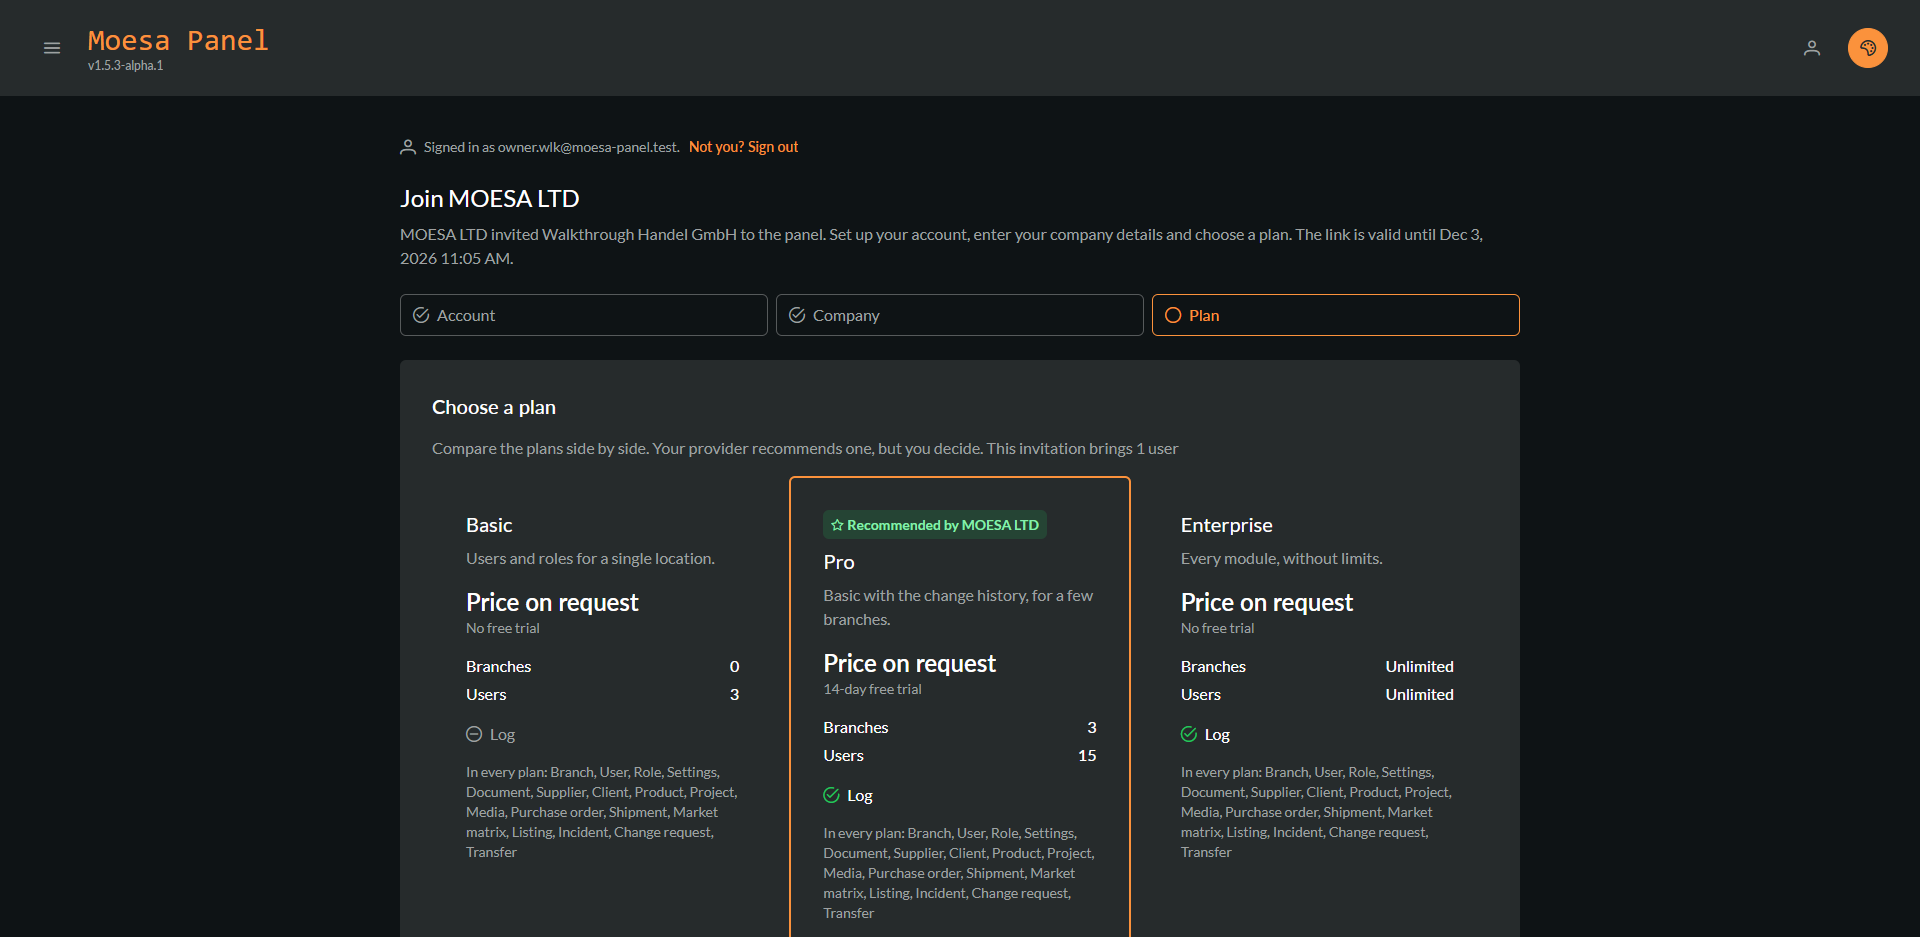 Moesa Panel
v1.5.3-alpha.1
Signed in as owner.wlk@moesa-panel.test. Not you? Sign out
Join MOESA LTD
MOESA LTD invited Walkthrough Handel GmbH to the panel. Set up your account, enter your company details and choose a plan. The link is valid until Dec 3,
2026 11:05 AM.
Account
Company
Plan
Choose a plan
Compare the plans side by side. Your provider recommends one, but you decide. This invitation brings 1 user
Basic
Users and roles for a single location.
Price on request
No free trial
Branches 0
Users 3
Log
In every plan: Branch, User, Role, Settings,
Document, Supplier, Client, Product, Project,
Media, Purchase order, Shipment, Market
matrix, Listing, Incident, Change request,
Transfer
Recommended by MOESA LTD
Pro
Basic with the change history, for a few
branches.
Price on request
14-day free trial
Branches 3
Users 15
Log
In every plan: Branch, User, Role, Settings,
Document, Supplier, Client, Product, Project,
Media, Purchase order, Shipment, Market
matrix, Listing, Incident, Change request,
Transfer
Enterprise
Every module, without limits.
Price on request
No free trial
Branches Unlimited
Users Unlimited
Log
In every plan: Branch, User, Role, Settings,
Document, Supplier, Client, Product, Project,
Media, Purchase order, Shipment, Market
matrix, Listing, Incident, Change request,
Transfer